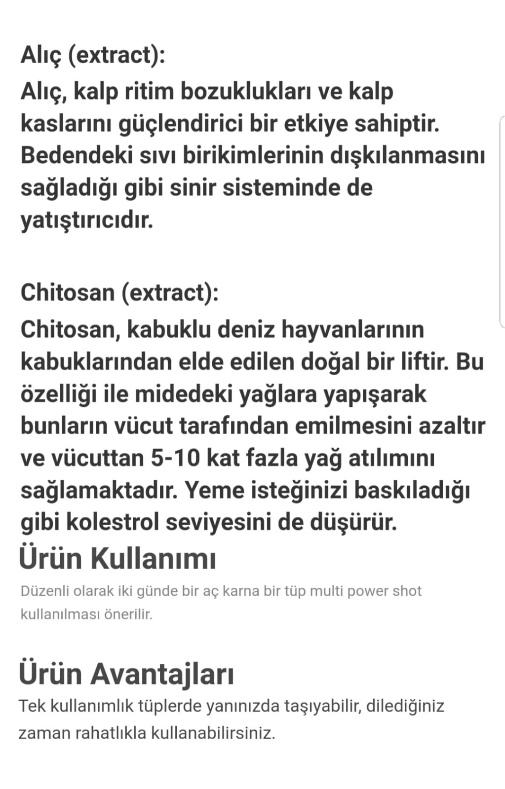 Alıç (extract):
Alıç, kalp ritim bozuklukları ve kalp
kaslarını güçlendirici bir etkiye sahiptir.
Bedendeki sıvı birikimlerinin dışkılanmasını
sağladığı gibi sinir sisteminde de
yatıştırıcıdır.
Chitosan (extract):
Chitosan, kabuklu deniz hayvanlarının
kabuklarından elde edilen doğal bir liftir. Bu
özelliği ile midedeki yağlara yapışarak
bunların vücut tarafından emilmesini azaltır
ve vücuttan 5-10 kat fazla yağ atılımını
sağlamaktadır. Yeme isteğinizi baskıladığı
gibi kolestrol seviyesini de düşürür.
Ürün Kullanımı
Düzenli olarak iki günde bir aç karna bir tüp multi power shot
kullanılması önerilir.
Ürün Avantajları
Tek kullanımlık tüplerde yanınızda taşıyabilir, dilediğiniz
zaman rahatlıkla kullanabilirsiniz.